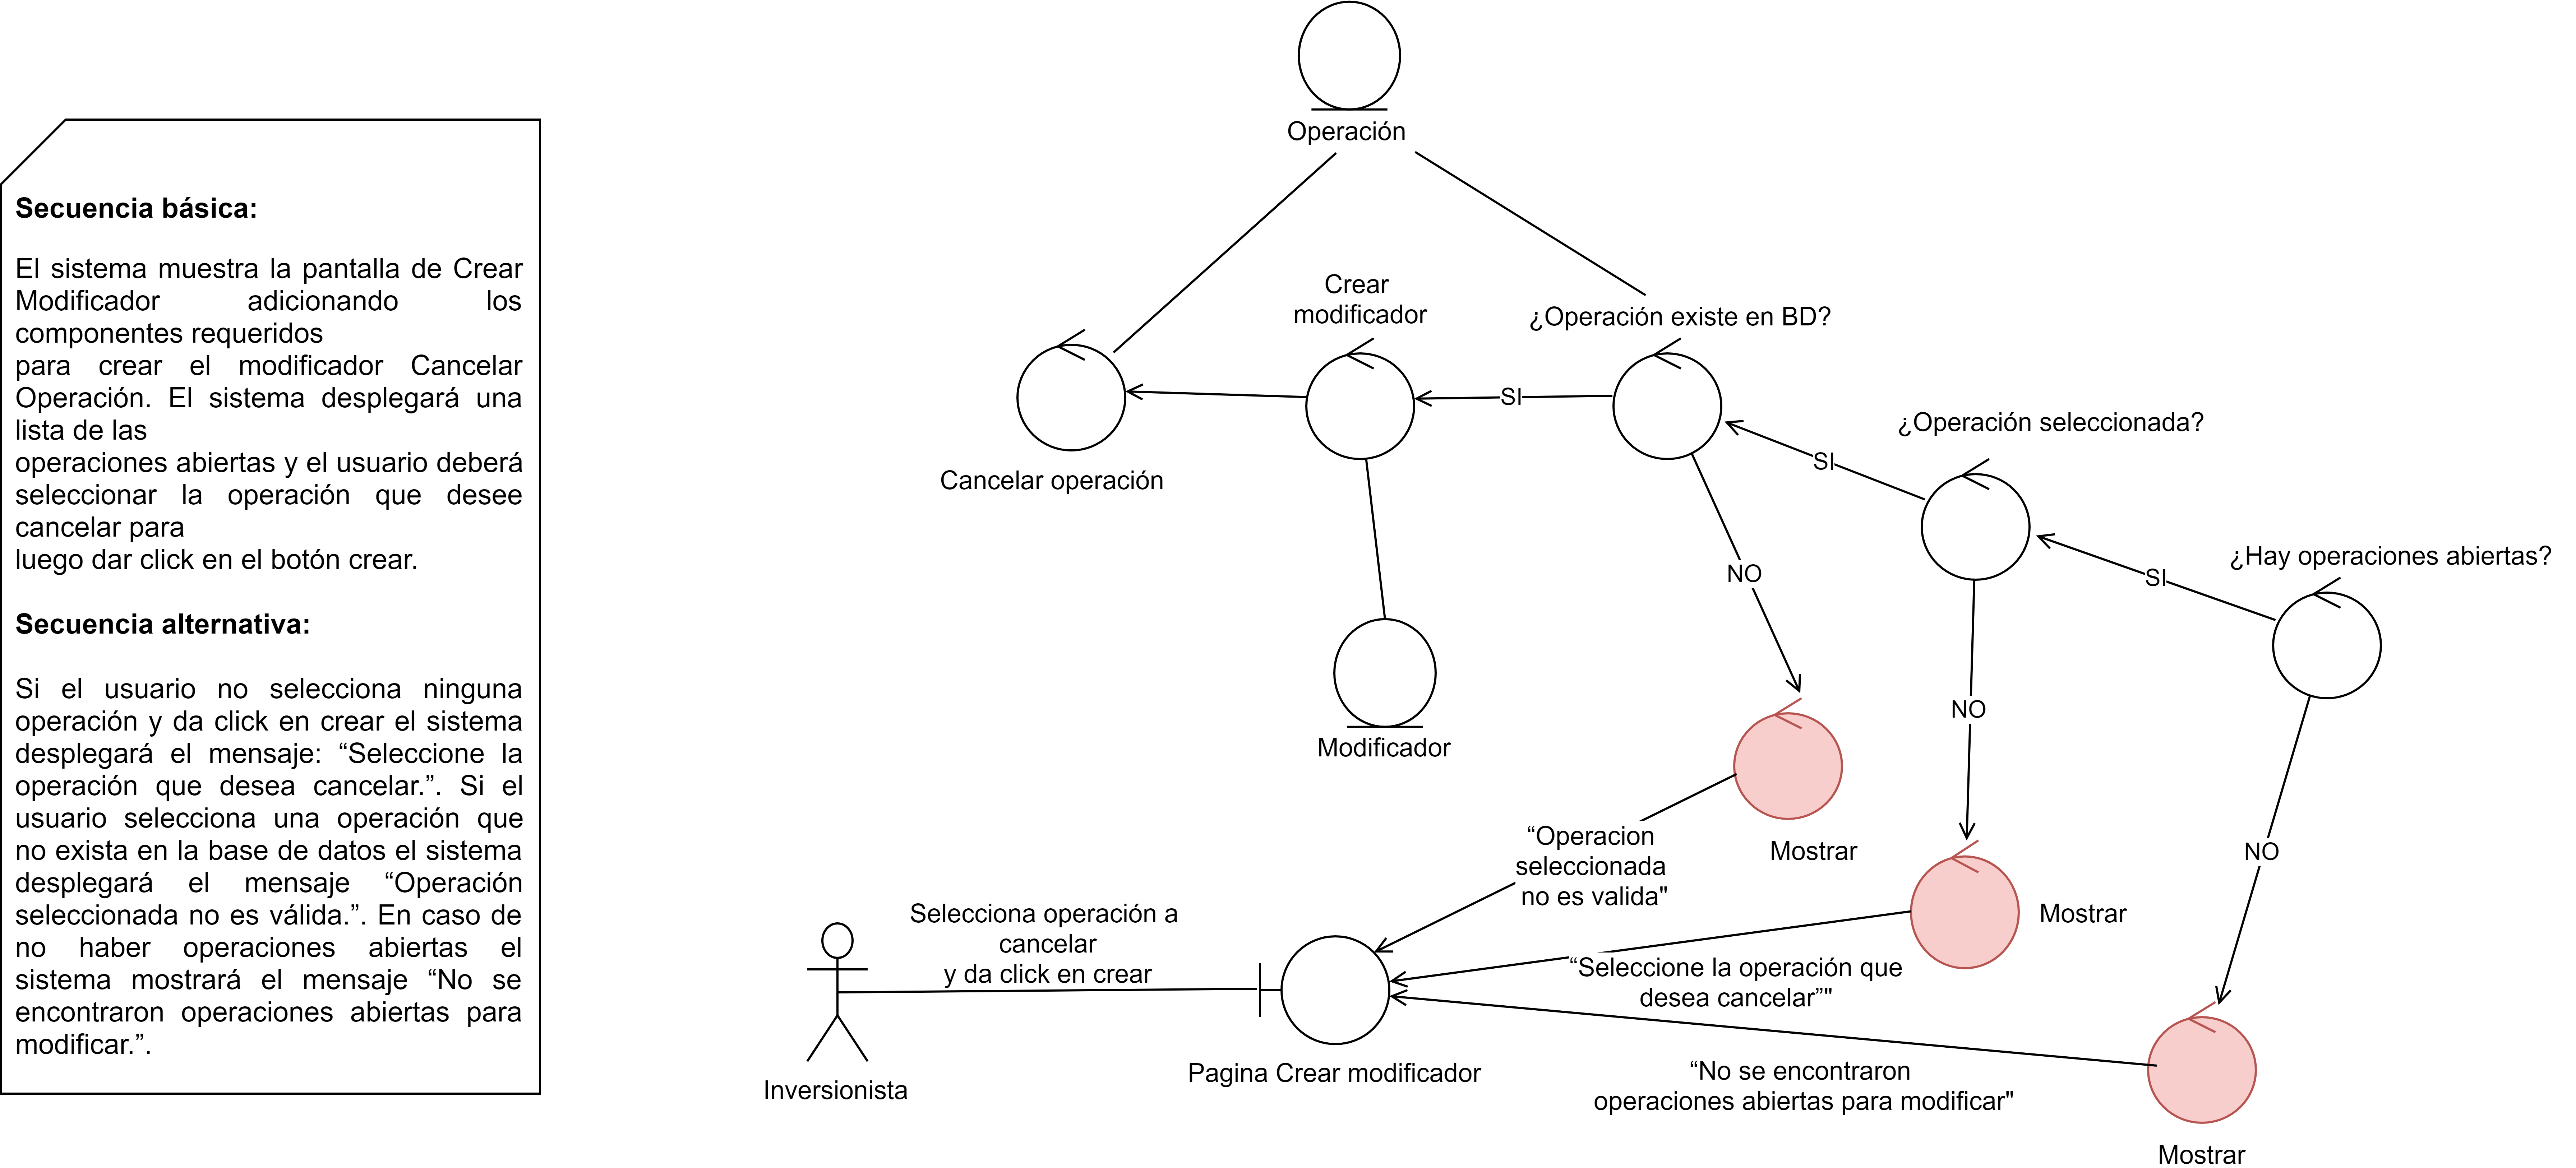 Secuencia básica:
El sistema muestra la pantalla de Crear
Modificador adicionando los
componentes requeridos
para crear el modificador Cancelar
Operación. El sistema desplegará una
lista de las
operaciones abiertas y el usuario deberá
seleccionar la operación que desee
cancelar para
luego dar click en el botón crear.
Secuencia alternativa:
Si el usuario no selecciona ninguna
operación y da click en crear el sistema
desplegará el mensaje: “Seleccione la
operación que desea cancelar.”. Si el
usuario selecciona una operación que
no exista en la base de datos el sistema
desplegará el mensaje “Operación
seleccionada no es válida.”. En caso de
no haber operaciones abiertas el
sistema mostrará el mensaje “No se
encontraron operaciones abiertas para
modificar.”.
Operación
Crear
modificador
¿Operación existe en BD?
SI
¿Operación seleccionada?
SI
Cancelar operación
¿Hay operaciones abiertas?
SI
NO
NO
Modificador
NO
“Operacion
seleccionada
no es valida"
Mostrar
Selecciona operación a
cancelar
y da click en crear
Mostrar
“Seleccione la operación que
desea cancelar”"
Inversionista
Pagina Crear modificador
“No se encontraron
operaciones abiertas para modificar"
Mostrar